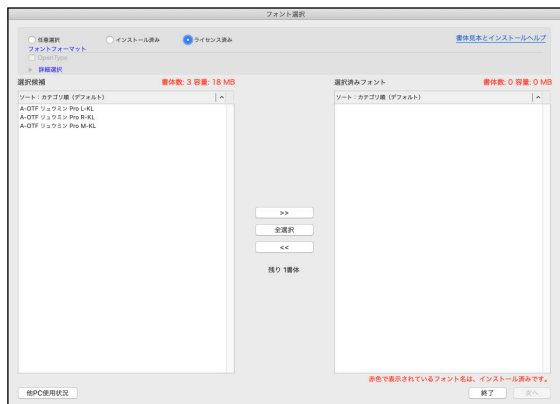 フォント選択
任意選択
インストール済み
ライセンス済み
書体見本とインストールヘルプ
フォントフォーマット
OpenType
▶ 詳細選択
選択候補
書体数: 3 容量: 18 MB
選択済みフォント
書体数: 0 容量: 0 MB
ソート：カテゴリ順（デフォルト）
ソート：カテゴリ順（デフォルト）
A-OTF リュウミン Pro L-KL
A-OTF リュウミン Pro R-KL
A-OTF リュウミン Pro M-KL
>>
全選択
<<
残り 1書体
赤色で表示されているフォント名は、インストール済みです。
他PC使用状況
終了
次へ